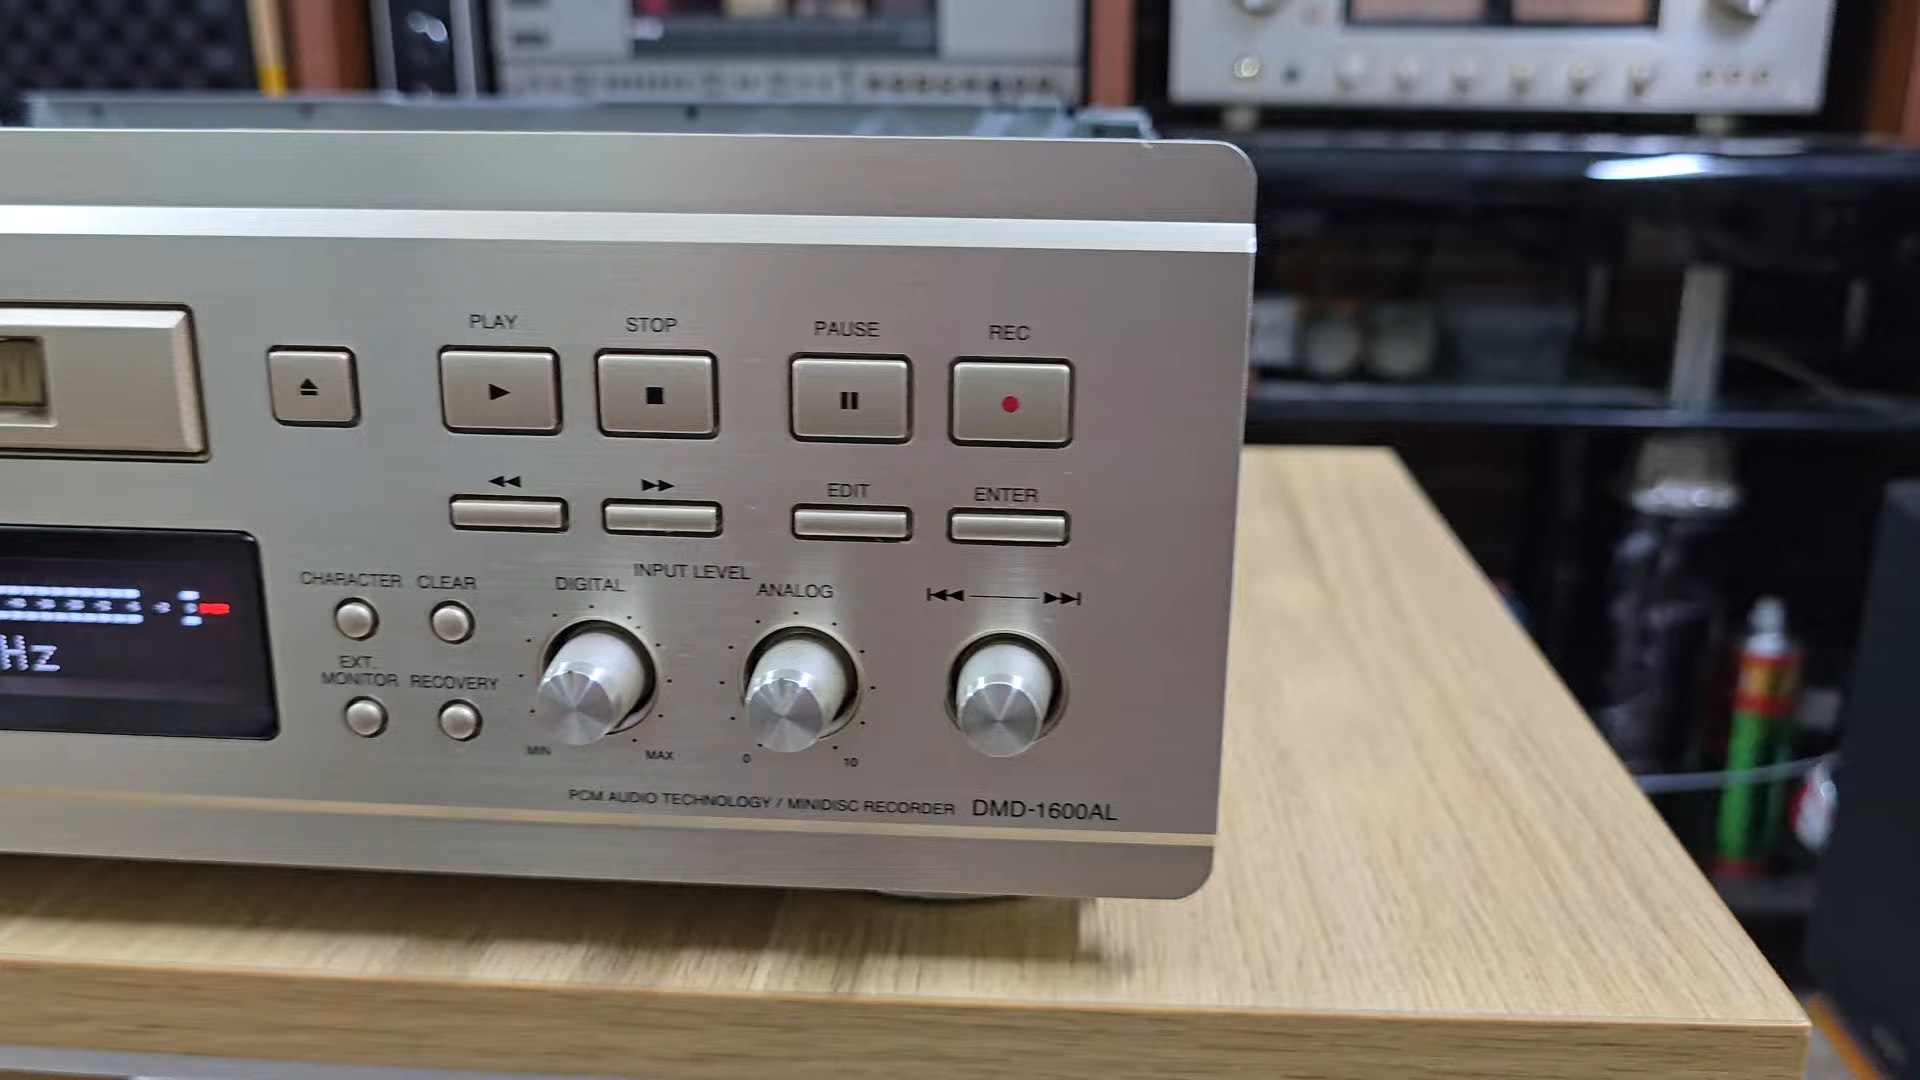 PLAY STOP PAUSE REC
EDIT ENTER
INPUT LEVEL
CHARACTER CLEAR DIGITAL ANALOG
EXT.
MONITOR RECOVERY
Hz
MIN MAX 0 10
PCM AUDIO TECHNOLOGY / MINIDISC RECORDER DMD-1600AL